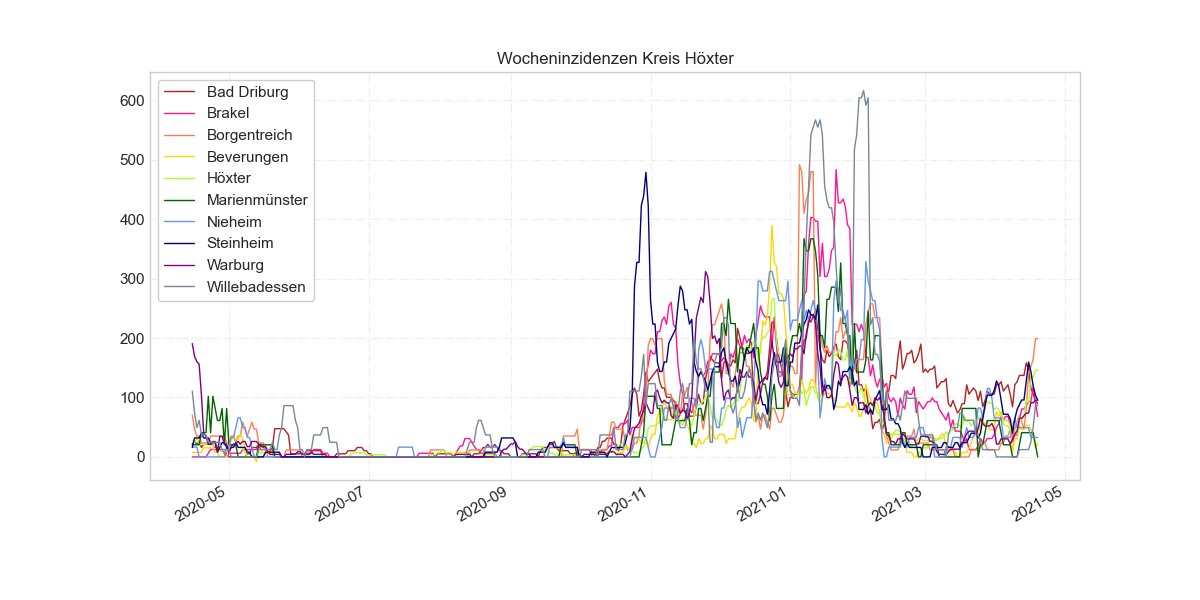 Wocheninzidenzen Kreis Höxter
Bad Driburg
Brakel
Borgentreich
Beverungen
Höxter
Marienmünster
Nieheim
Steinheim
Warburg
Willebadessen
600
500
400
300
200
100
0
2020-05
2020-07
2020-09
2020-11
2021-01
2021-03
2021-05